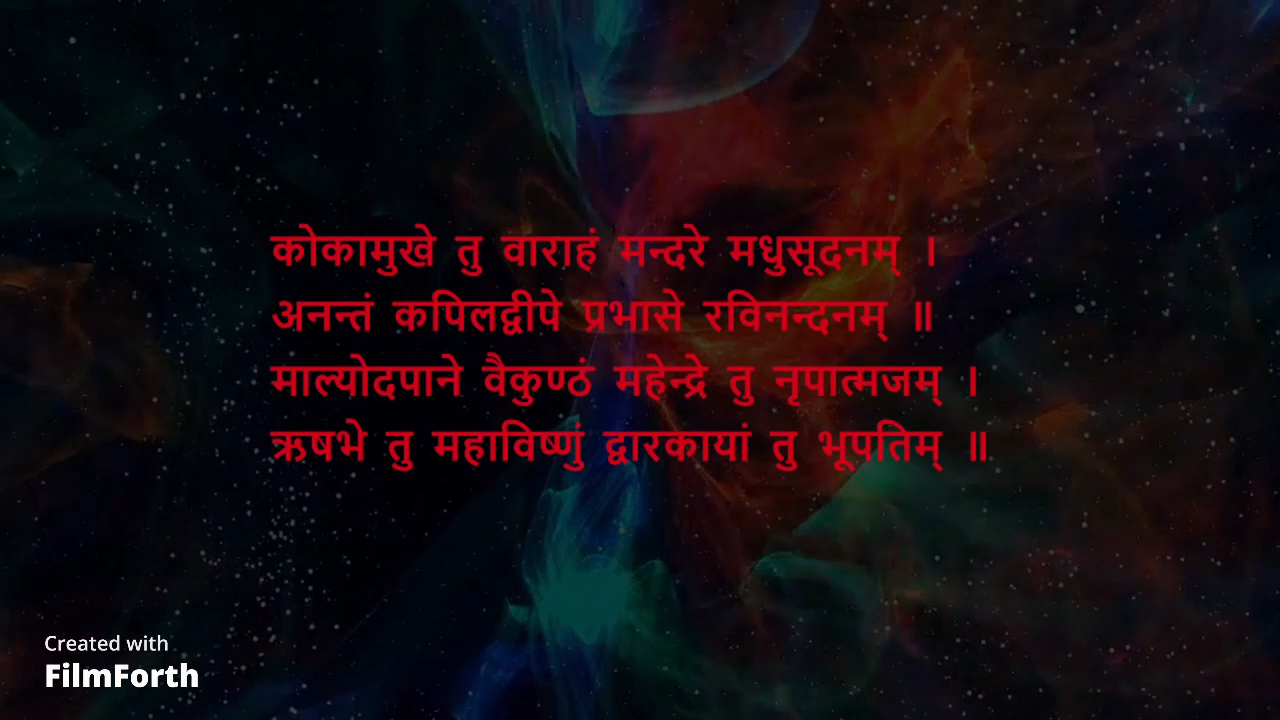 कोकामुखे तु वाराहं मन्दरे मधुसूदनम् ।
अनन्तं कपिलद्वीपे प्रभासे रविनन्दनम् ॥
माल्योदपाने वैकुण्ठं महेन्द्रे तु नृपात्मजम् ।
ऋषभे तु महाविष्णुं द्वारकायां तु भूपतिम् ॥
Created with
FilmForth